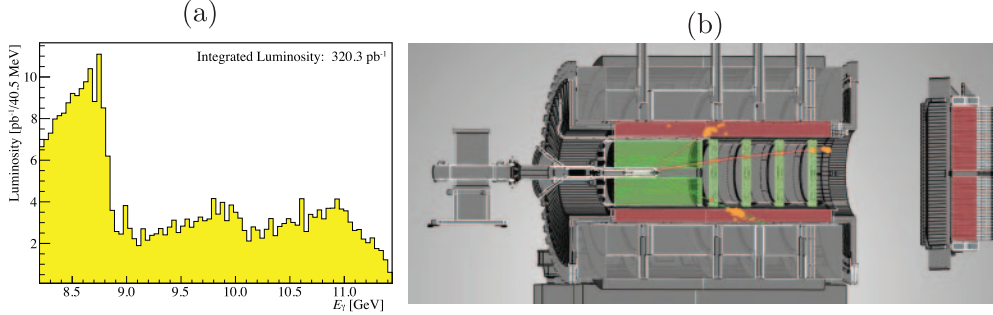 (a)
(b)
Integrated Luminosity: 320.3 pb⁻¹
Luminosity [pb⁻¹/40.5 MeV]
10
8
6
4
2
8.5 9.0 9.5 10.0 10.5 11.0
Eγ [GeV]